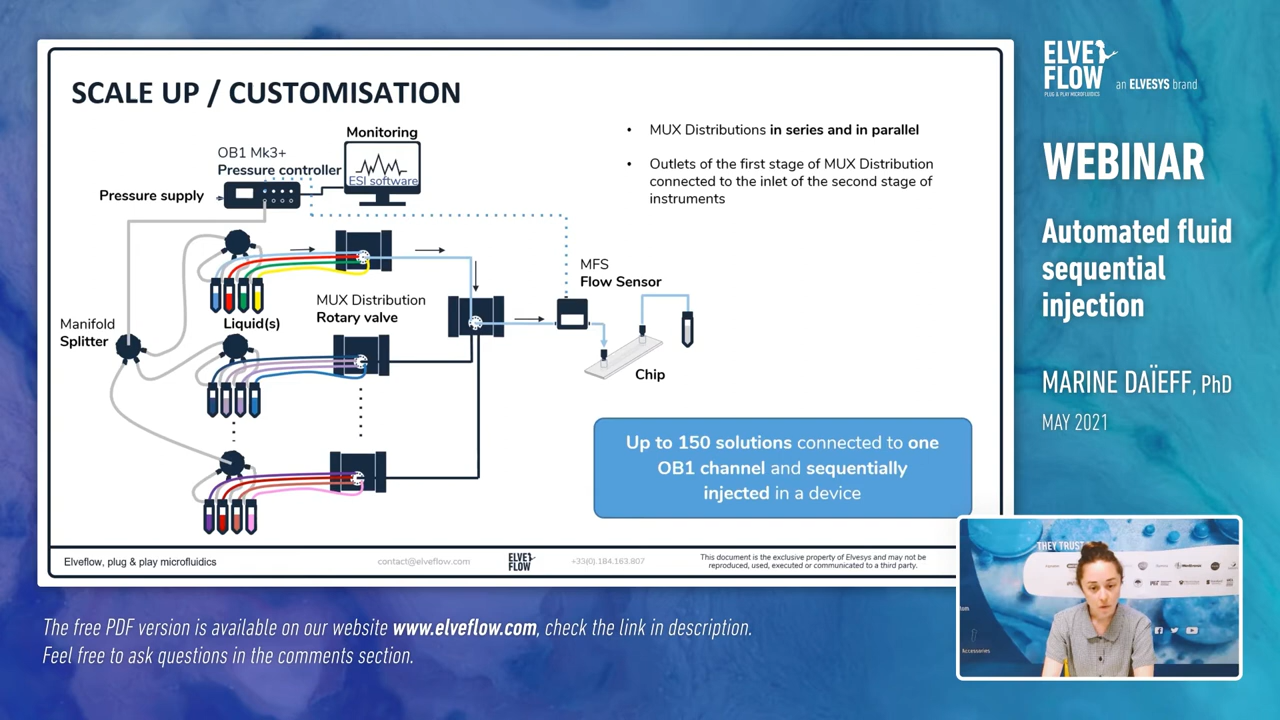 SCALE UP / CUSTOMISATION
Monitoring
OB1 Mk3+
Pressure controller
ESI software
Pressure supply
MUX Distribution
Rotary valve
Liquid(s)
Manifold
Splitter
MFS
Flow Sensor
Chip
• MUX Distributions in series and in parallel
• Outlets of the first stage of MUX Distribution
connected to the inlet of the second stage of
instruments
Up to 150 solutions connected to one
OB1 channel and sequentially
injected in a device
Elveflow, plug & play microfluidics
contact@elveflow.com
ELVE
FLOW
+33(0).184.163.807
This document is the exclusive property of Elvesys and may not be
reproduced, used, executed or communicated to a third party.
ELVE
FLOW
PLUG & PLAY MICROFLUIDICS
an ELVESYS brand
WEBINAR
Automated fluid
sequential
injection
MARINE DAÏEFF, PhD
MAY 2021
THEY TRUST
Accessories
The free PDF version is available on our website www.elveflow.com, check the link in description.
Feel free to ask questions in the comments section.